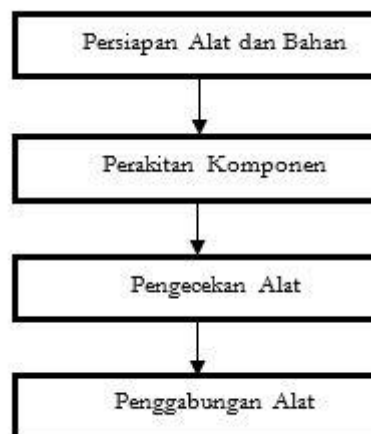 Persiapan Alat dan Bahan
Perakitan Komponen
Pengecekan Alat
Penggabungan Alat